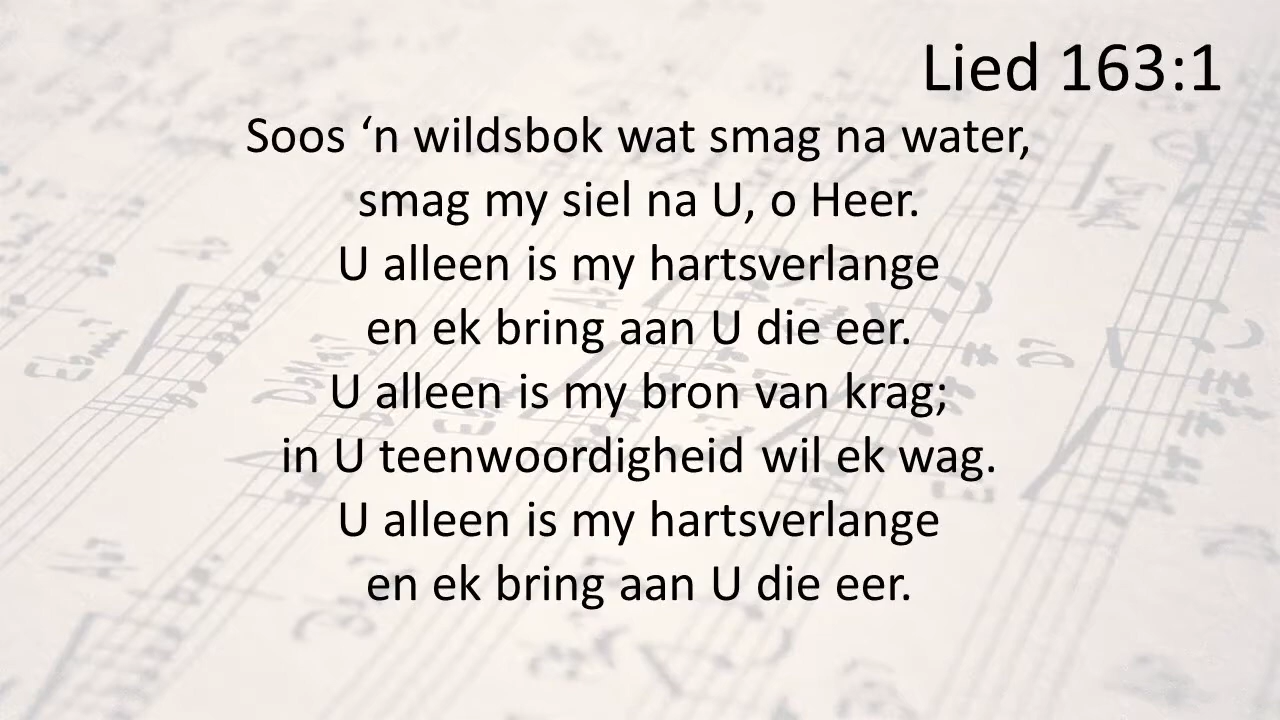 Lied 163:1
Soos ‘n wildsbok wat smag na water,
smag my siel na U, o Heer.
U alleen is my hartsverlange
en ek bring aan U die eer.
U alleen is my bron van krag;
in U teenwoordigheid wil ek wag.
U alleen is my hartsverlange
en ek bring aan U die eer.